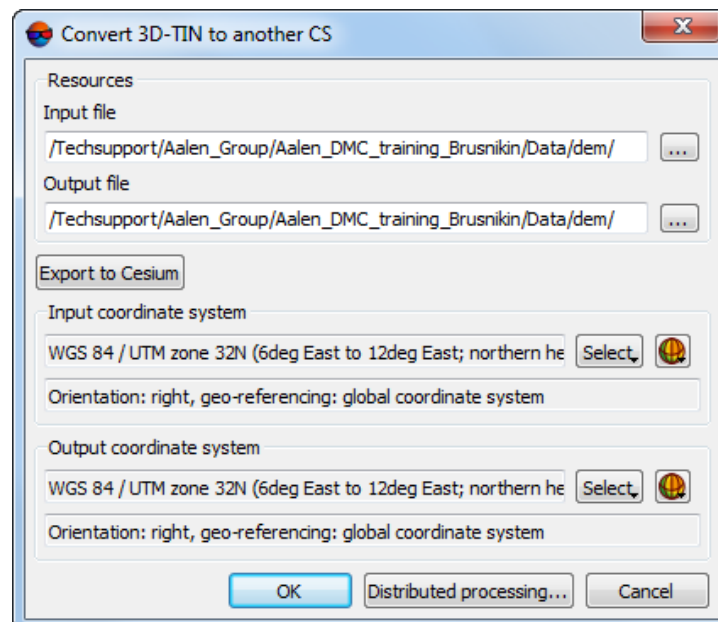 Convert 3D-TIN to another CS
Resources
Input file
/Techsupport/Aalen_Group/Aalen_DMC_training_Brusnikin/Data/dem/
...
Output file
/Techsupport/Aalen_Group/Aalen_DMC_training_Brusnikin/Data/dem/
...
Export to Cesium
Input coordinate system
WGS 84 / UTM zone 32N (6deg East to 12deg East; northern he
Select
Orientation: right, geo-referencing: global coordinate system
Output coordinate system
WGS 84 / UTM zone 32N (6deg East to 12deg East; northern he
Select
Orientation: right, geo-referencing: global coordinate system
OK Distributed processing... Cancel